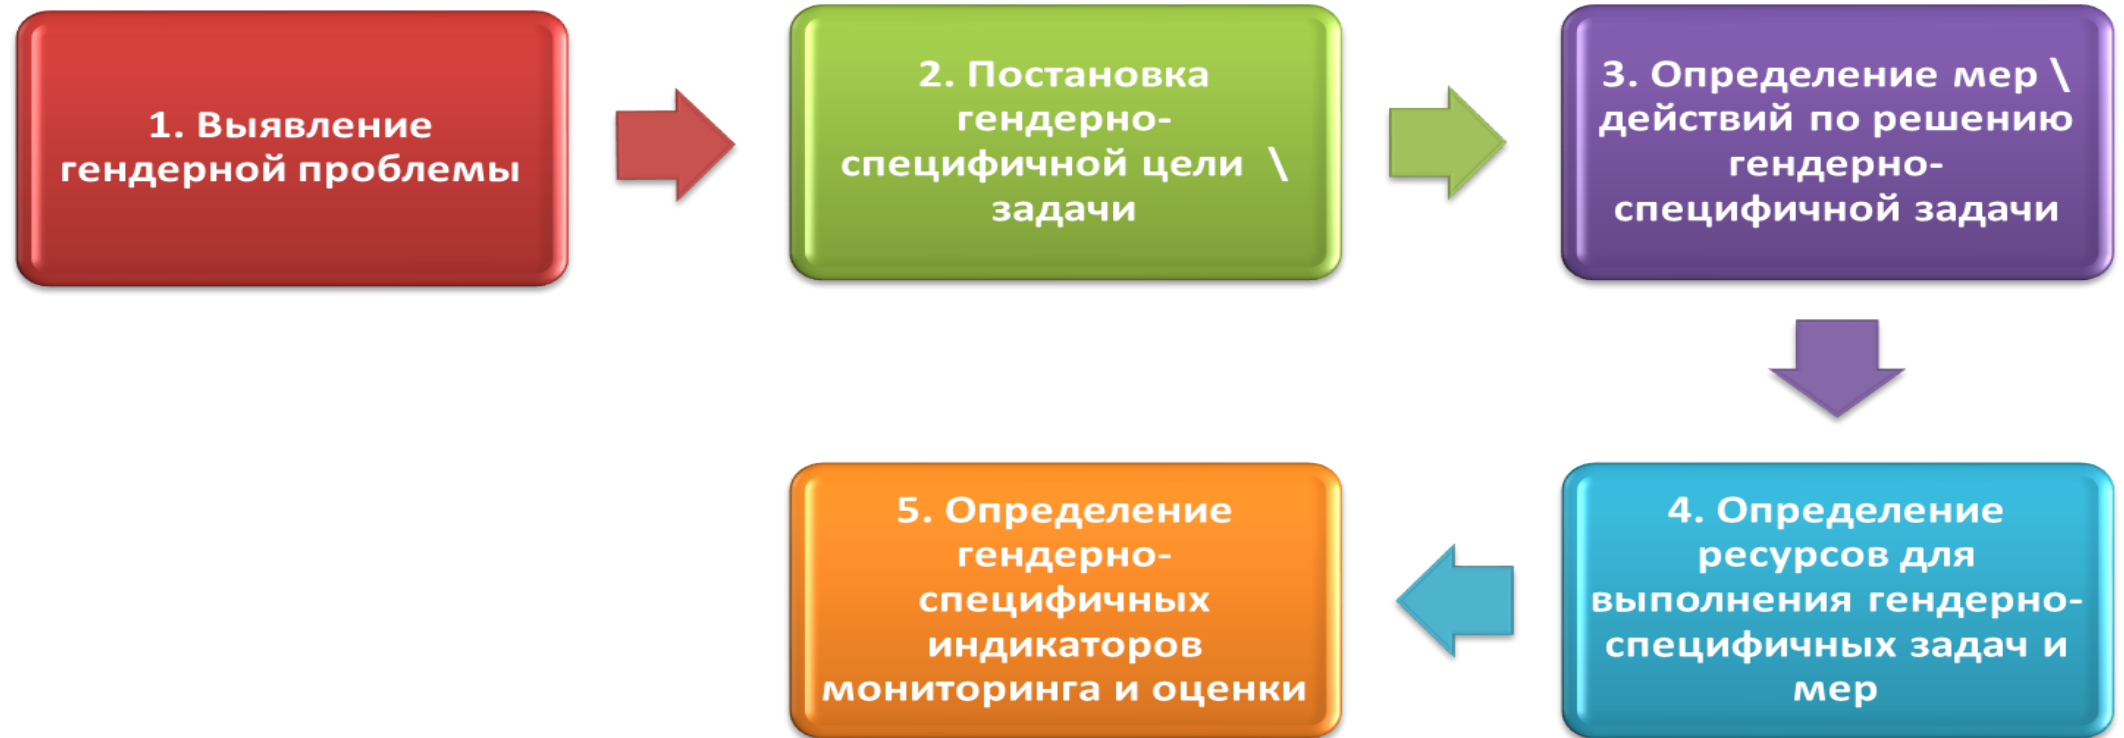 1. Выявление
гендерной проблемы
2. Постановка
гендерно-
специфичной цели \
задачи
3. Определение мер \
действий по решению
гендерно-
специфичной задачи
4. Определение
ресурсов для
выполнения гендерно-
специфичных задач и
мер
5. Определение
гендерно-
специфичных
индикаторов
мониторинга и оценки